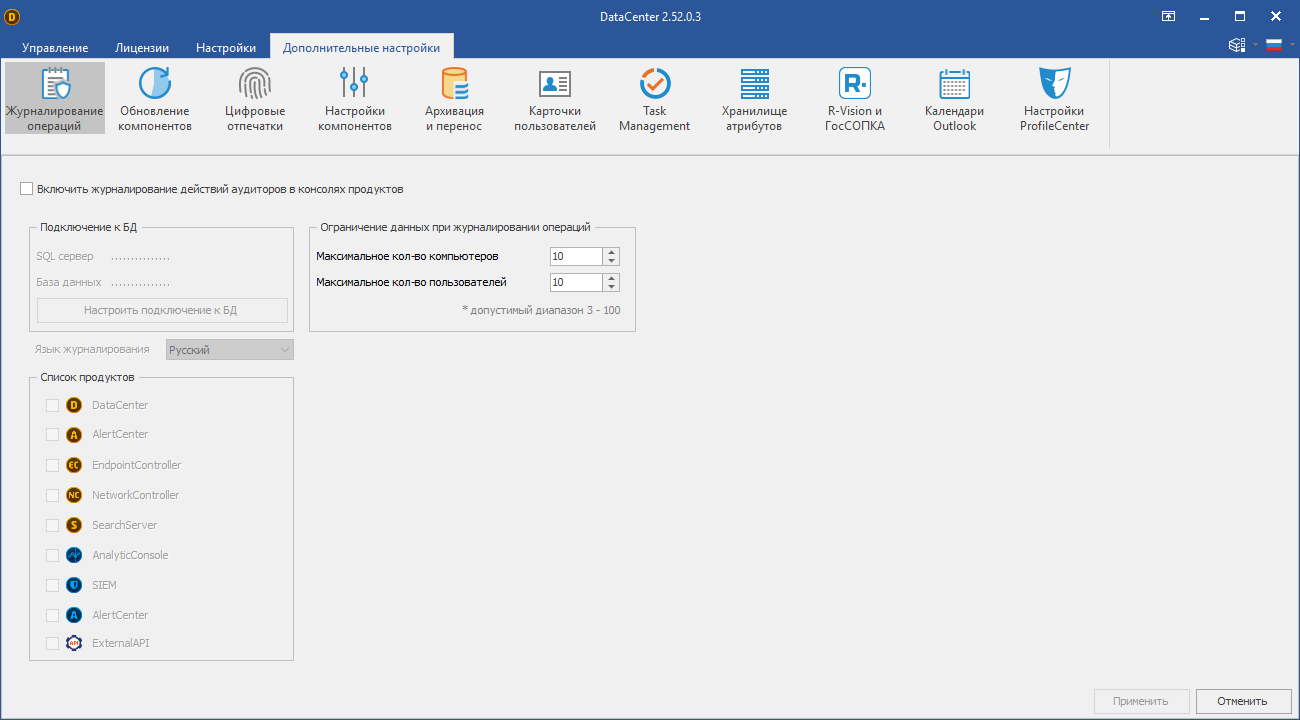 D
DataCenter 2.52.0.3
Управление
Лицензии
Настройки
Дополнительные настройки
Журналирование
операций
Обновление
компонентов
Цифровые
отпечатки
Настройки
компонентов
Архивация
и перенос
Карточки
пользователей
Task
Management
Хранилище
атрибутов
R·
R-Vision и
ГосСОПКА
Календари
Outlook
Настройки
ProfileCenter
Включить журналирование действий аудиторов в консолях продуктов
Подключение к БД
SQL сервер ...............
База данных ...............
Настроить подключение к БД
Язык журналирования Русский
Ограничение данных при журналировании операций
Максимальное кол-во компьютеров 10
Максимальное кол-во пользователей 10
* допустимый диапазон 3 - 100
Список продуктов
D DataCenter
A AlertCenter
EC EndpointController
NC NetworkController
S SearchServer
AnalyticConsole
SIEM
A AlertCenter
API ExternalAPI
Применить
Отменить